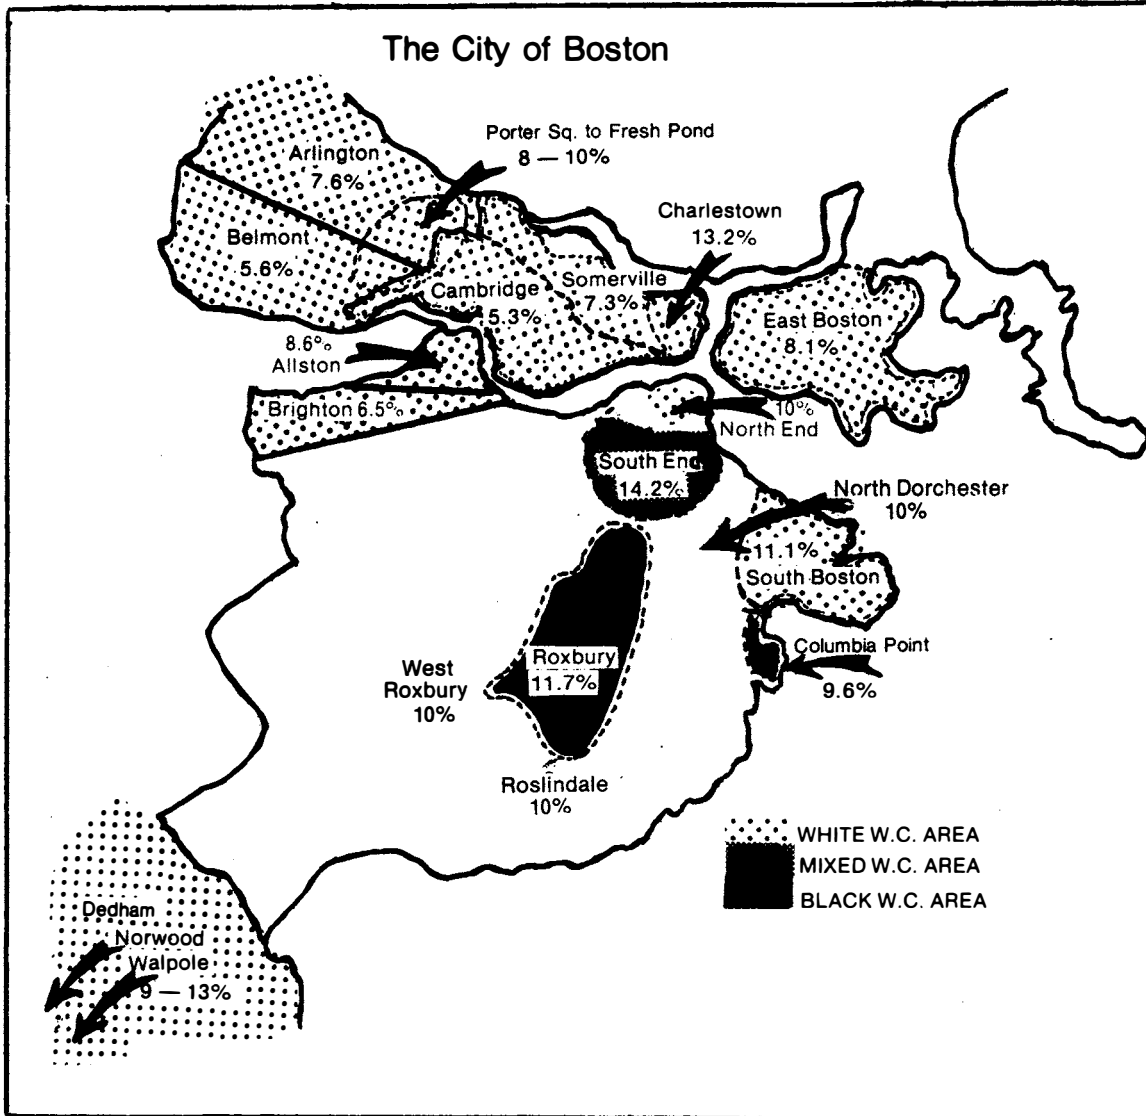 The City of Boston
Porter Sq. to Fresh Pond
8 — 10%
Arlington
7.6%
Charlestown
13.2%
Belmont
5.6%
Somerville
7.3%
Cambridge
5.3%
East Boston
8.1%
8.6%
Allston
Brighton 6.5%
10%
North End
South End
14.2%
North Dorchester
10%
11.1%
South Boston
Columbia Point
9.6%
Roxbury
11.7%
West
Roxbury
10%
Roslindale
10%
WHITE W.C. AREA
MIXED W.C. AREA
BLACK W.C. AREA
Dedham
Norwood
Walpole
9 — 13%